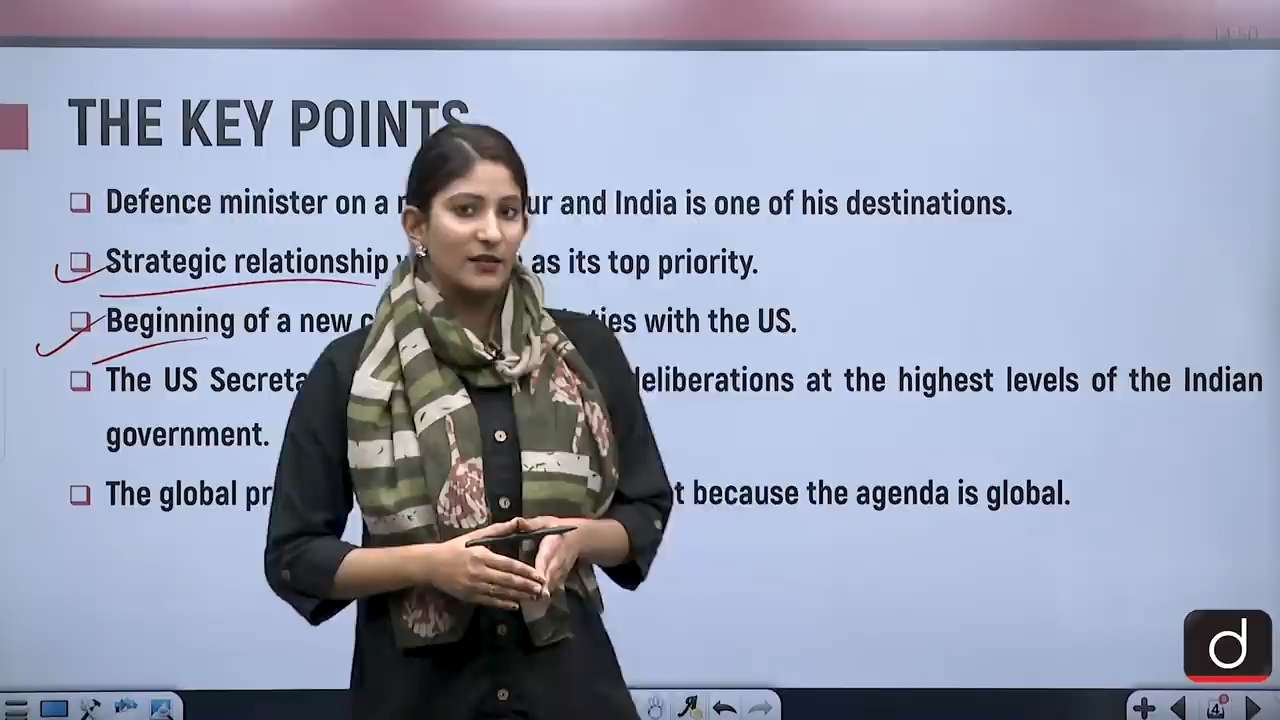 THE KEY POINTS
Defence minister on a ur and India is one of his destinations.
Strategic relationship as its top priority.
Beginning of a new ties with the US.
The US deliberations at the highest levels of the Indian
government.
The global because the agenda is global.
d
4